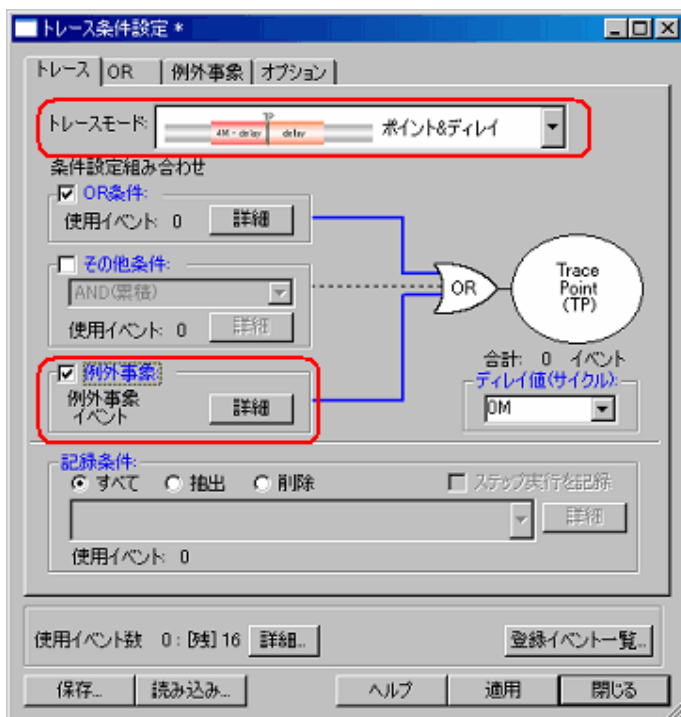 トレース条件設定 *
トレース OR 例外事象 オプション
トレースモード: 4M - delay TP delay ポイント&ディレイ
条件設定組み合わせ
OR条件:
使用イベント: 0 詳細
その他条件:
AND(累積)
使用イベント: 0 詳細
例外事象:
例外事象
イベント
詳細
OR
Trace
Point
(TP)
合計: 0 イベント
ディレイ値(サイクル):
0M
記録条件:
すべて 抽出 削除 ステップ実行を記録
詳細
使用イベント: 0
使用イベント数 0 : [残] 16 詳細... 登録イベント一覧...
保存... 読み込み... ヘルプ 適用 閉じる